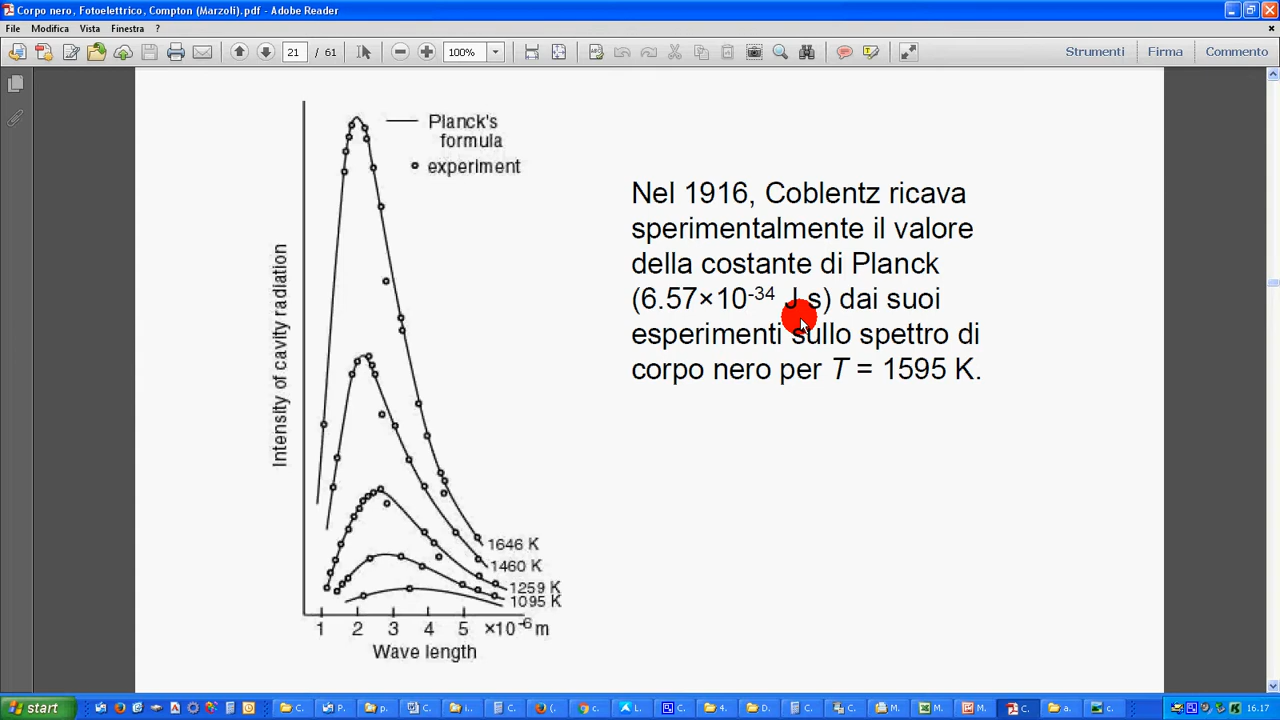 Corpo nero, Fotoelettrico, Compton (Marzoli).pdf - Adobe Reader
File Modifica Vista Finestra ?
21 / 61 100% Strumenti Firma Commento
Planck's
formula
experiment
Intensity of cavity radiation
1646 K
1460 K
1259 K
1095 K
1 2 3 4 5 ×10⁻⁶ m
Wave length
Nel 1916, Coblentz ricava
sperimentalmente il valore
della costante di Planck
(6.57×10⁻³⁴ J s) dai suoi
esperimenti sullo spettro di
corpo nero per T = 1595 K.
start C. P. p. W C. i.. C. (. c. L. C. 4. D. C. C. M. M. M. C. a. c. 16.17